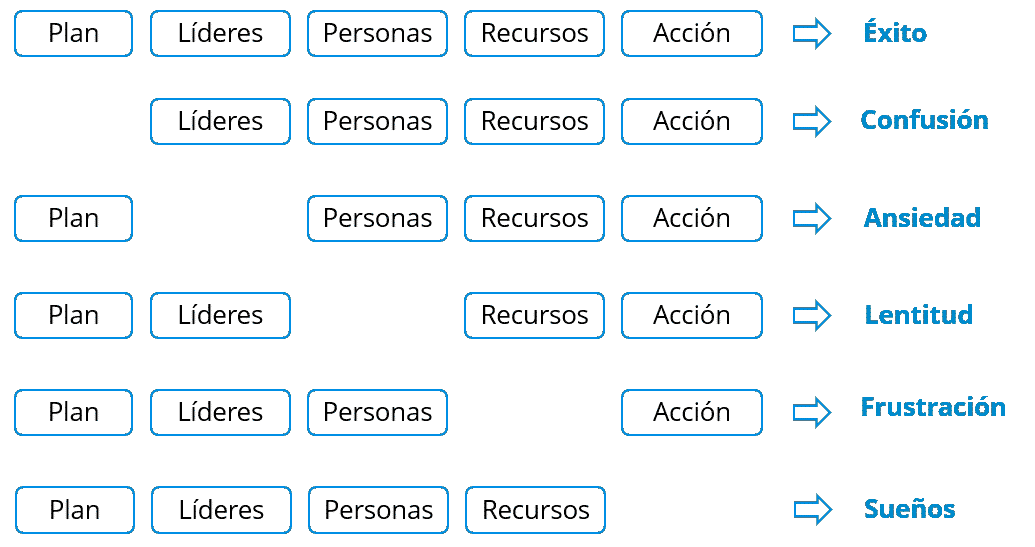 Plan Líderes Personas Recursos Acción Éxito
Líderes Personas Recursos Acción Confusión
Plan Personas Recursos Acción Ansiedad
Plan Líderes Recursos Acción Lentitud
Plan Líderes Personas Acción Frustración
Plan Líderes Personas Recursos Sueños